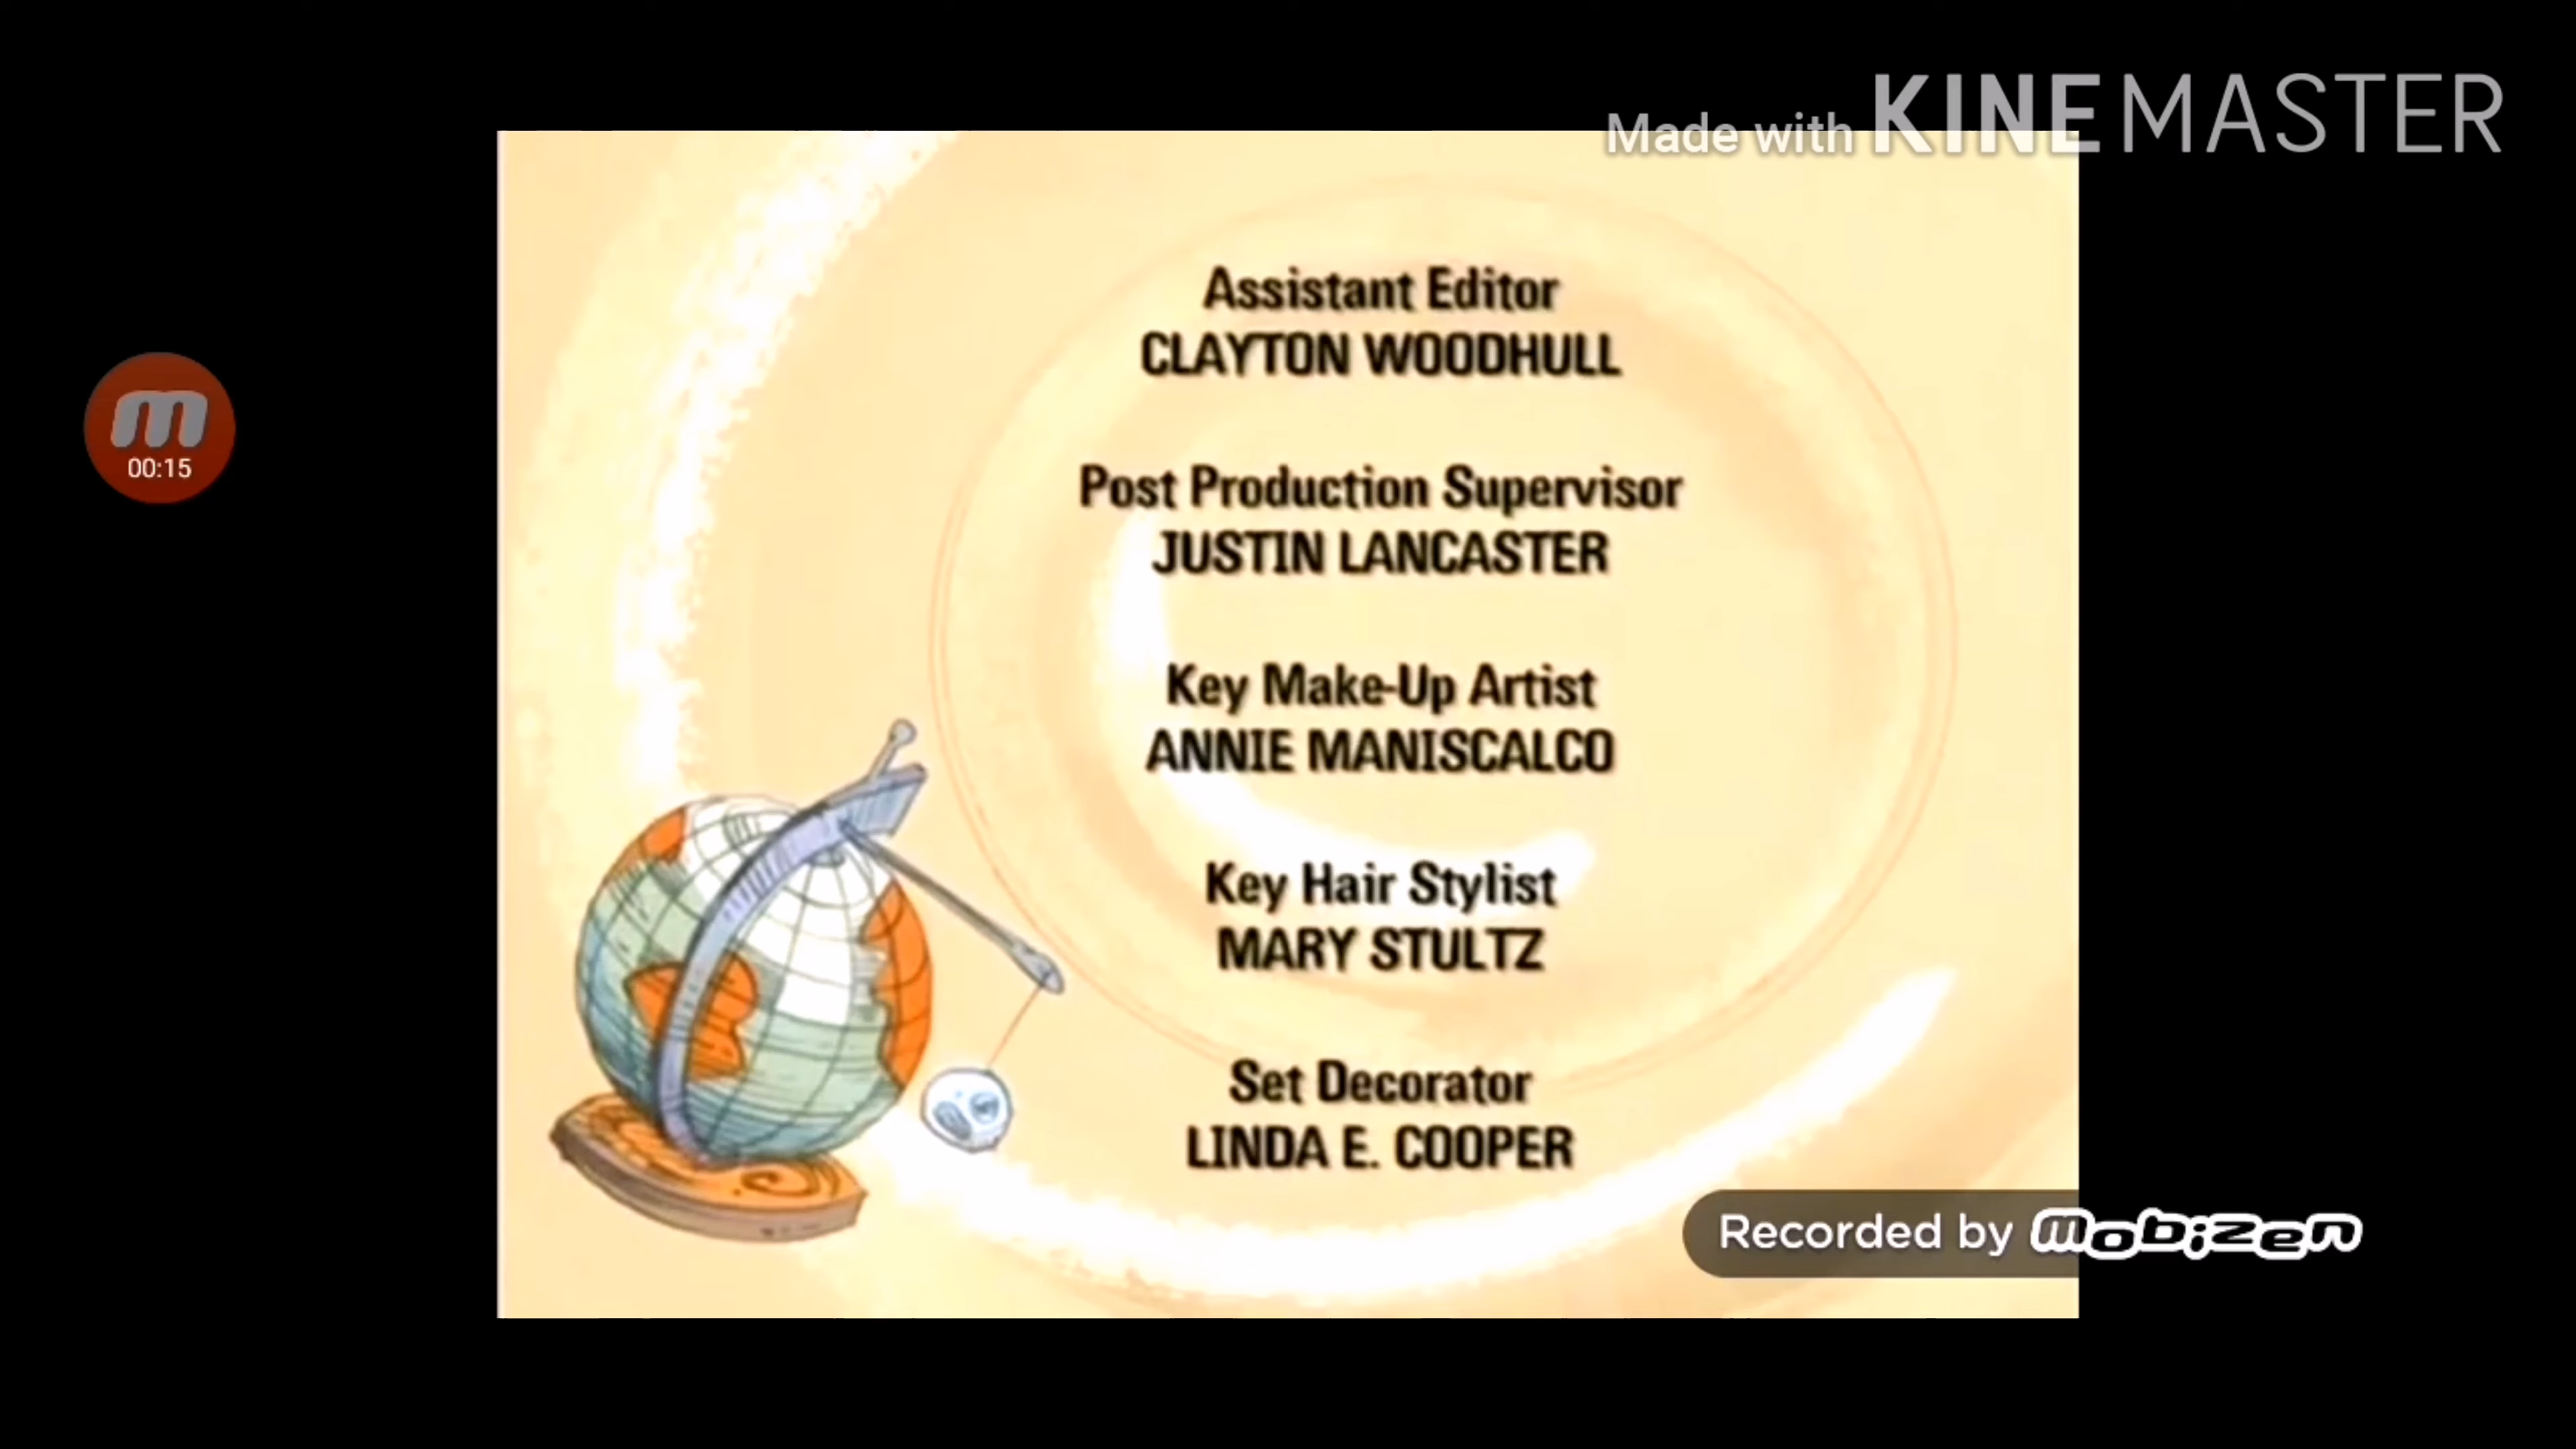 Made with KINEMASTER
m
00:15
Assistant Editor
CLAYTON WOODHULL
Post Production Supervisor
JUSTIN LANCASTER
Key Make-Up Artist
ANNIE MANISCALCO
Key Hair Stylist
MARY STULTZ
Set Decorator
LINDA E. COOPER
Recorded by mobizen